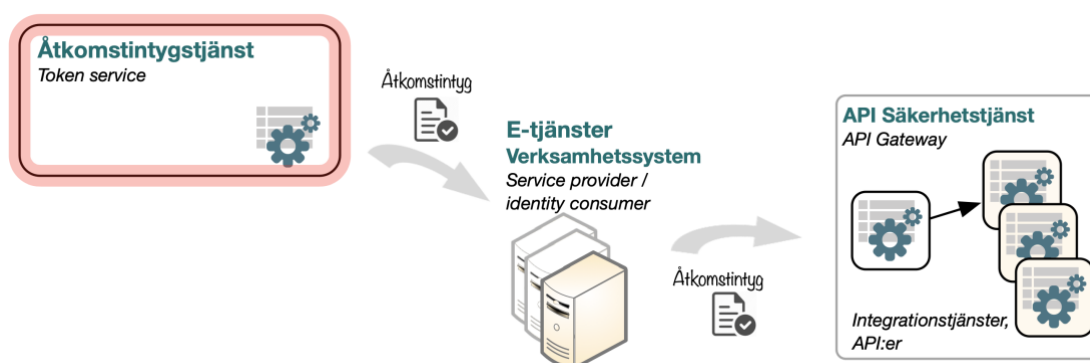 Åtkomstintygstjänst
Token service
Åtkomstintyg
E-tjänster
Verksamhetssystem
Service provider /
identity consumer
Åtkomstintyg
API Säkerhetstjänst
API Gateway
Integrationstjänster,
API:er